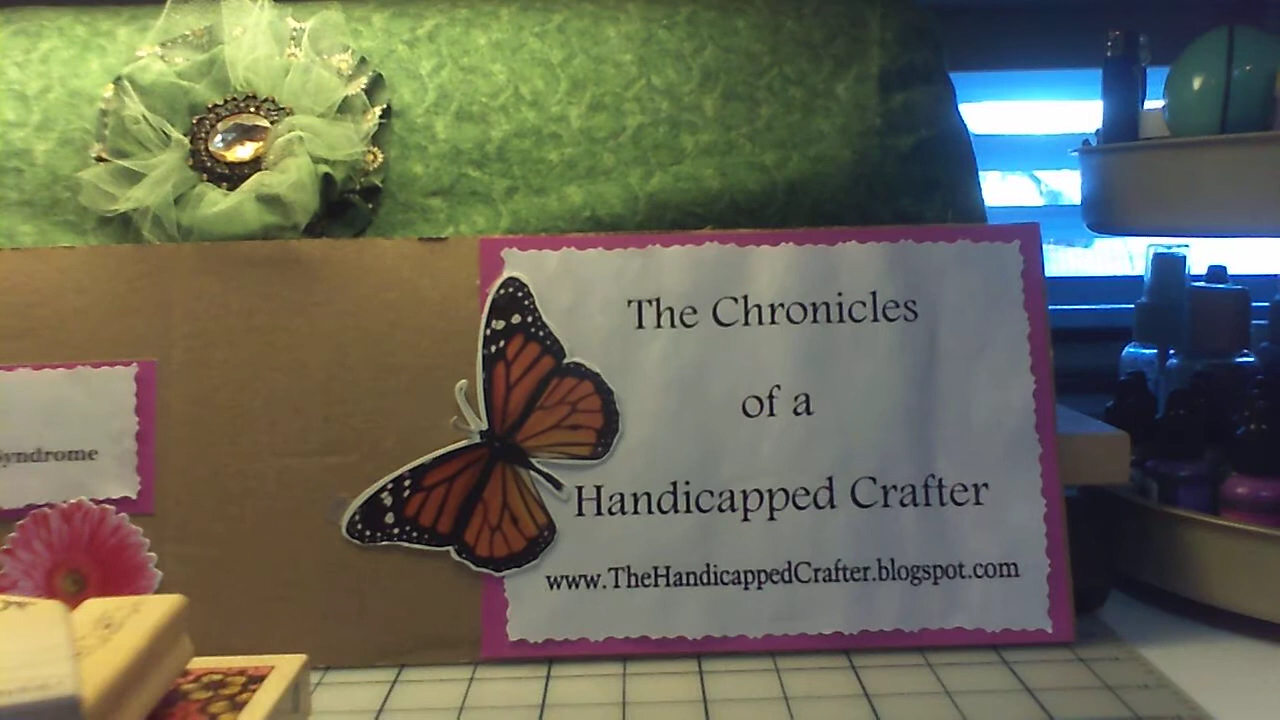 The Chronicles
of a
Handicapped Crafter
www.TheHandicappedCrafter.blogspot.com
Syndrome